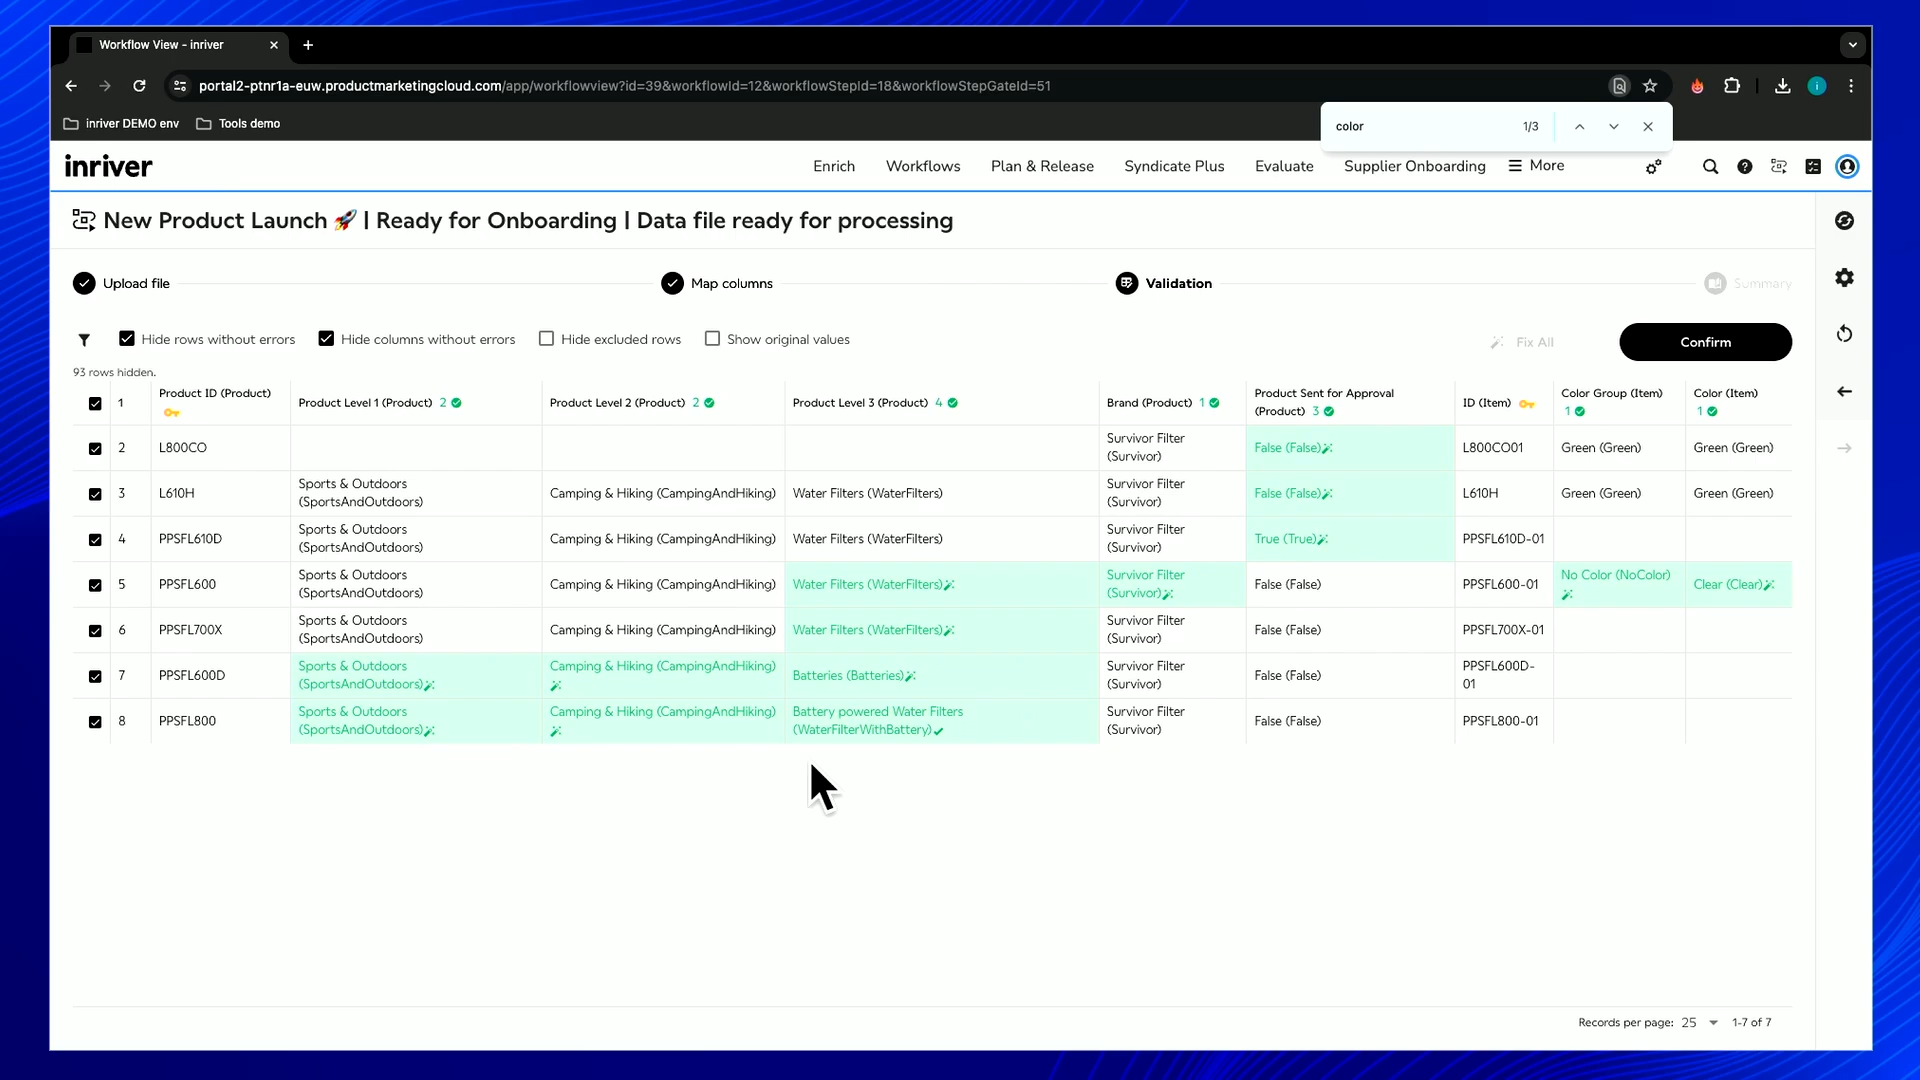 Workflow View - inriver
portal2-ptnr1a-euw.productmarketingcloud.com/app/workflowview?id=39&workflowId=12&workflowStepId=18&workflowStepGateId=51
i
inriver DEMO env
Tools demo
color
1/3
inriver
Enrich
Workflows
Plan & Release
Syndicate Plus
Evaluate
Supplier Onboarding
More
New Product Launch 🚀 | Ready for Onboarding | Data file ready for processing
Upload file
Map columns
Validation
Summary
Hide rows without errors
Hide columns without errors
Hide excluded rows
Show original values
Fix All
Confirm
93 rows hidden.
1
Product ID (Product)
Product Level 1 (Product) 2
Product Level 2 (Product) 2
Product Level 3 (Product) 4
Brand (Product) 1
Product Sent for Approval
(Product) 3
ID (Item)
Color Group (Item)
1
Color (Item)
1
2
L800CO
Survivor Filter
(Survivor)
False (False)
L800CO01
Green (Green)
Green (Green)
3
L610H
Sports & Outdoors
(SportsAndOutdoors)
Camping & Hiking (CampingAndHiking)
Water Filters (WaterFilters)
Survivor Filter
(Survivor)
False (False)
L610H
Green (Green)
Green (Green)
4
PPSFL610D
Sports & Outdoors
(SportsAndOutdoors)
Camping & Hiking (CampingAndHiking)
Water Filters (WaterFilters)
Survivor Filter
(Survivor)
True (True)
PPSFL610D-01
5
PPSFL600
Sports & Outdoors
(SportsAndOutdoors)
Camping & Hiking (CampingAndHiking)
Water Filters (WaterFilters)
Survivor Filter
(Survivor)
False (False)
PPSFL600-01
No Color (NoColor)
Clear (Clear)
6
PPSFL700X
Sports & Outdoors
(SportsAndOutdoors)
Camping & Hiking (CampingAndHiking)
Water Filters (WaterFilters)
Survivor Filter
(Survivor)
False (False)
PPSFL700X-01
7
PPSFL600D
Sports & Outdoors
(SportsAndOutdoors)
Camping & Hiking (CampingAndHiking)
Batteries (Batteries)
Survivor Filter
(Survivor)
False (False)
PPSFL600D-
01
8
PPSFL800
Sports & Outdoors
(SportsAndOutdoors)
Camping & Hiking (CampingAndHiking)
Battery powered Water Filters
(WaterFilterWithBattery)
Survivor Filter
(Survivor)
False (False)
PPSFL800-01
Records per page: 25
1-7 of 7